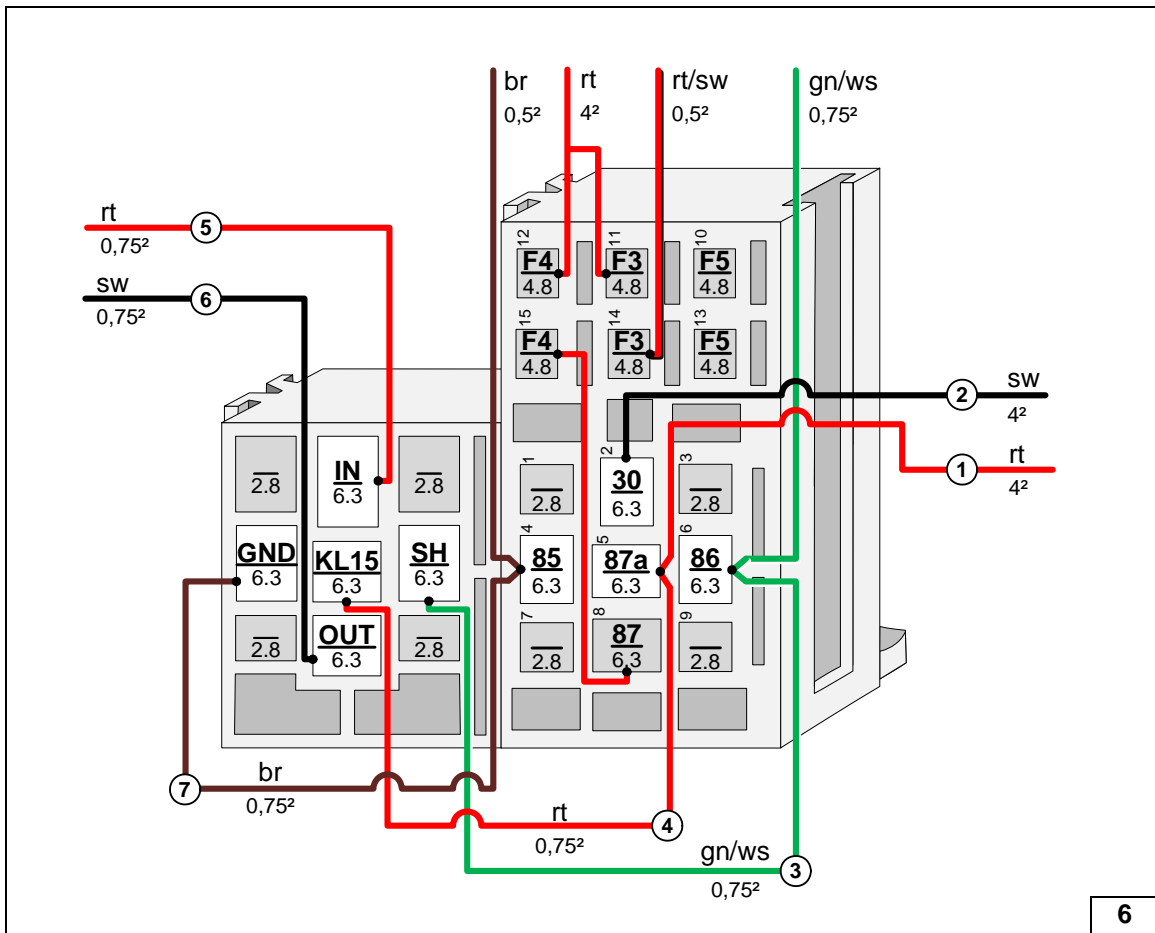 br rt rt/sw gn/ws
0,5² 4² 0,5² 0,75²
rt 5
0,75²
sw 6
0,75²
12 11 10
F4 F3 F5
4.8 4.8 4.8
15 14 13
F4 F3 F5
4.8 4.8 4.8
2 sw
4²
1 rt
4²
1 2 3
— 30 —
2.8 6.3 2.8
4 5 6
85 87a 86
6.3 6.3 6.3
7 8 9
— 87 —
2.8 6.3 2.8
— IN —
2.8 6.3 2.8
GND KL15 SH
6.3 6.3 6.3
— OUT —
2.8 6.3 2.8
7 br
0,75²
rt 4
0,75²
gn/ws 3
0,75²
6